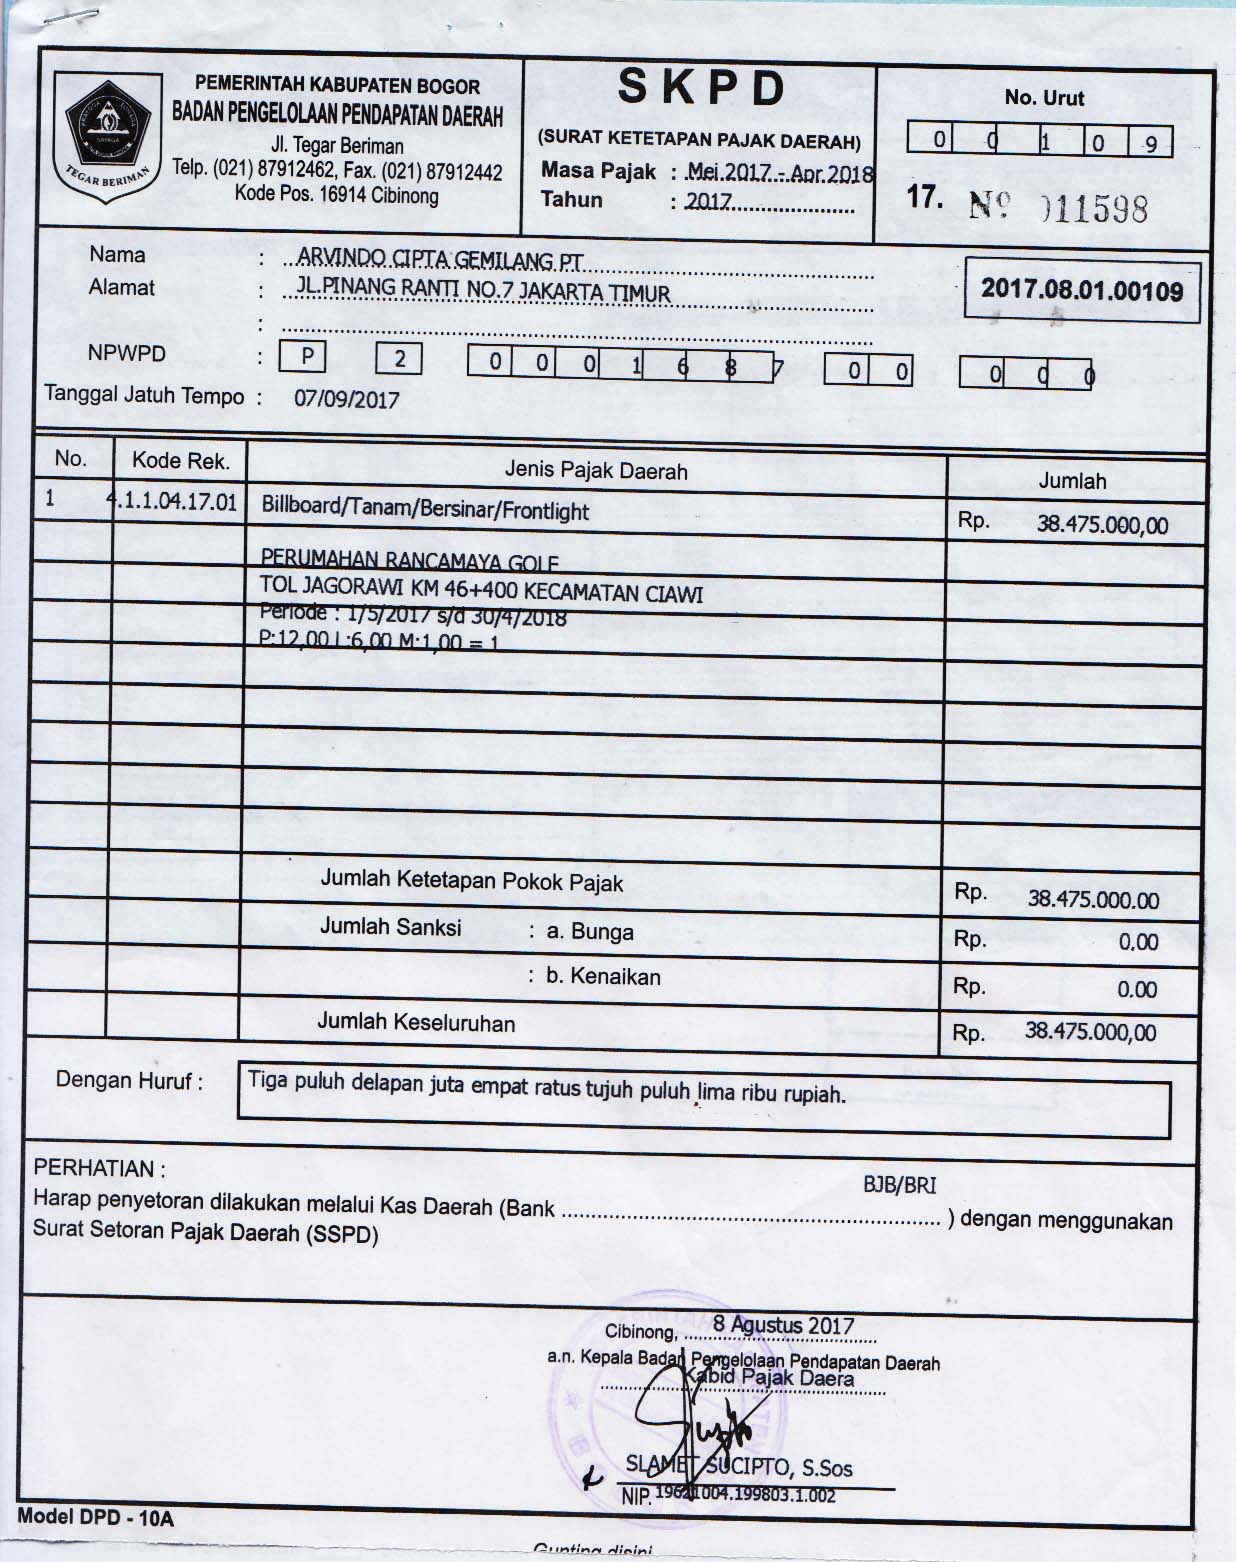 PEMERINTAH KABUPATEN BOGOR
BADAN PENGELOLAAN PENDAPATAN DAERAH
Jl. Tegar Beriman
Telp. (021) 87912462, Fax. (021) 87912442
Kode Pos. 16914 Cibinong
TEGAR BERIMAN
SKPD
(SURAT KETETAPAN PAJAK DAERAH)
Masa Pajak : Mei.2017 - Apr.2018
Tahun : 2017
No. Urut
0 0 1 0 9
17. Nº 011598
Nama : ARVINDO CIPTA GEMILANG PT
Alamat : JL.PINANG RANTI NO.7 JAKARTA TIMUR
:
2017.08.01.00109
NPWPD : P 2 0 0 0 1 6 8 7 0 0 0 0 0
Tanggal Jatuh Tempo : 07/09/2017
No. Kode Rek. Jenis Pajak Daerah Jumlah
1 4.1.1.04.17.01 Billboard/Tanam/Bersinar/Frontlight Rp. 38.475.000,00
PERUMAHAN RANCAMAYA GOLF
TOL JAGORAWI KM 46+400 KECAMATAN CIAWI
Periode : 1/5/2017 s/d 30/4/2018
P:12,00 L:6,00 M:1,00 = 1
Jumlah Ketetapan Pokok Pajak Rp. 38.475.000.00
Jumlah Sanksi : a. Bunga Rp. 0.00
: b. Kenaikan Rp. 0.00
Jumlah Keseluruhan Rp. 38.475.000,00
Dengan Huruf : Tiga puluh delapan juta empat ratus tujuh puluh lima ribu rupiah.
PERHATIAN :
Harap penyetoran dilakukan melalui Kas Daerah (Bank BJB/BRI ) dengan menggunakan
Surat Setoran Pajak Daerah (SSPD)
Cibinong, 8 Agustus 2017
a.n. Kepala Badan Pengelolaan Pendapatan Daerah
Kabid Pajak Daera
SLAMET SUCIPTO, S.Sos
NIP. 19621004.199803.1.002
Model DPD - 10A
Gunting disini